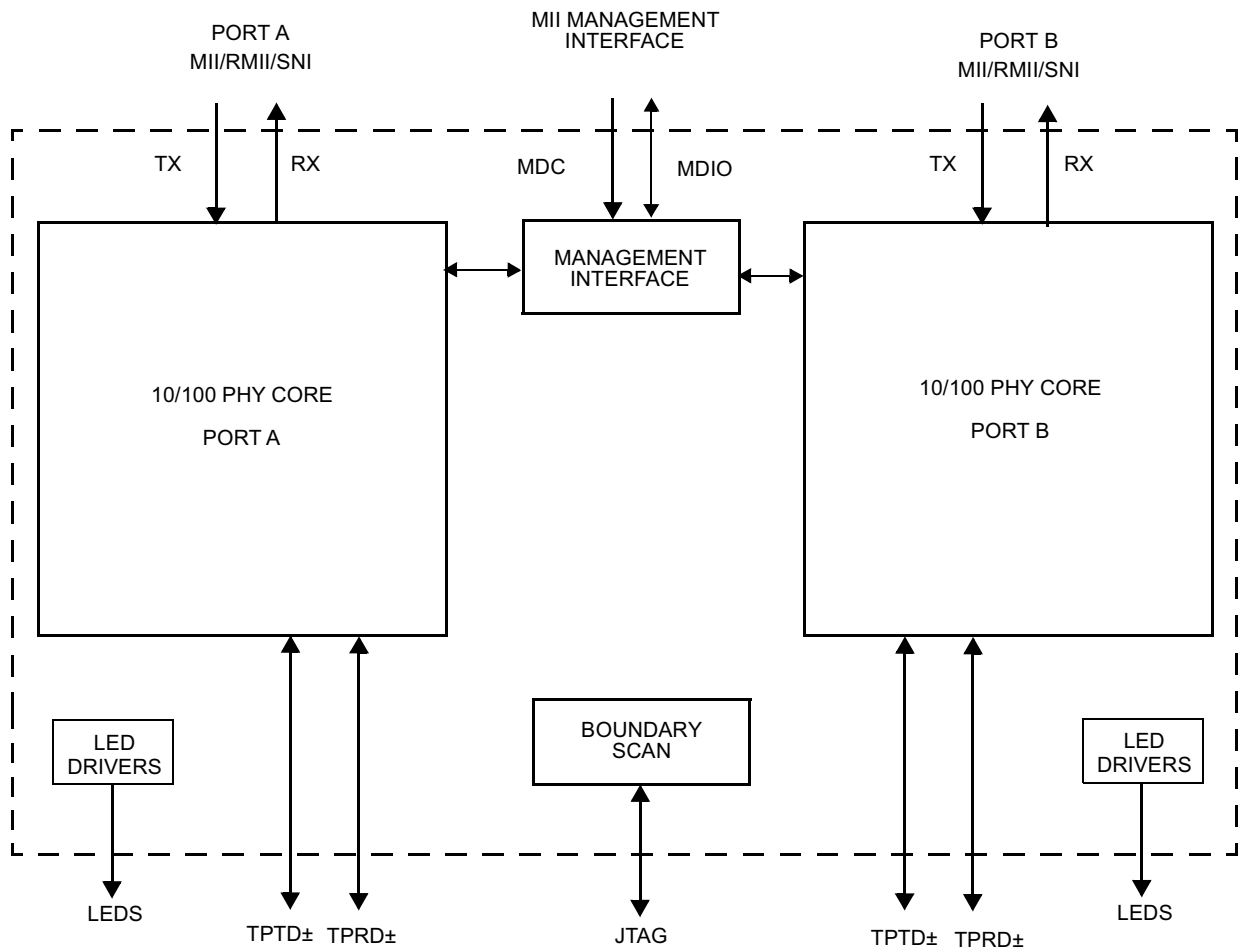 PORT A
MII/RMII/SNI
MII MANAGEMENT
INTERFACE
PORT B
MII/RMII/SNI
TX
RX
MDC
MDIO
TX
RX
MANAGEMENT
INTERFACE
10/100 PHY CORE
PORT A
10/100 PHY CORE
PORT B
LED
DRIVERS
BOUNDARY
SCAN
LED
DRIVERS
LEDS
TPTD±
TPRD±
JTAG
TPTD±
TPRD±
LEDS